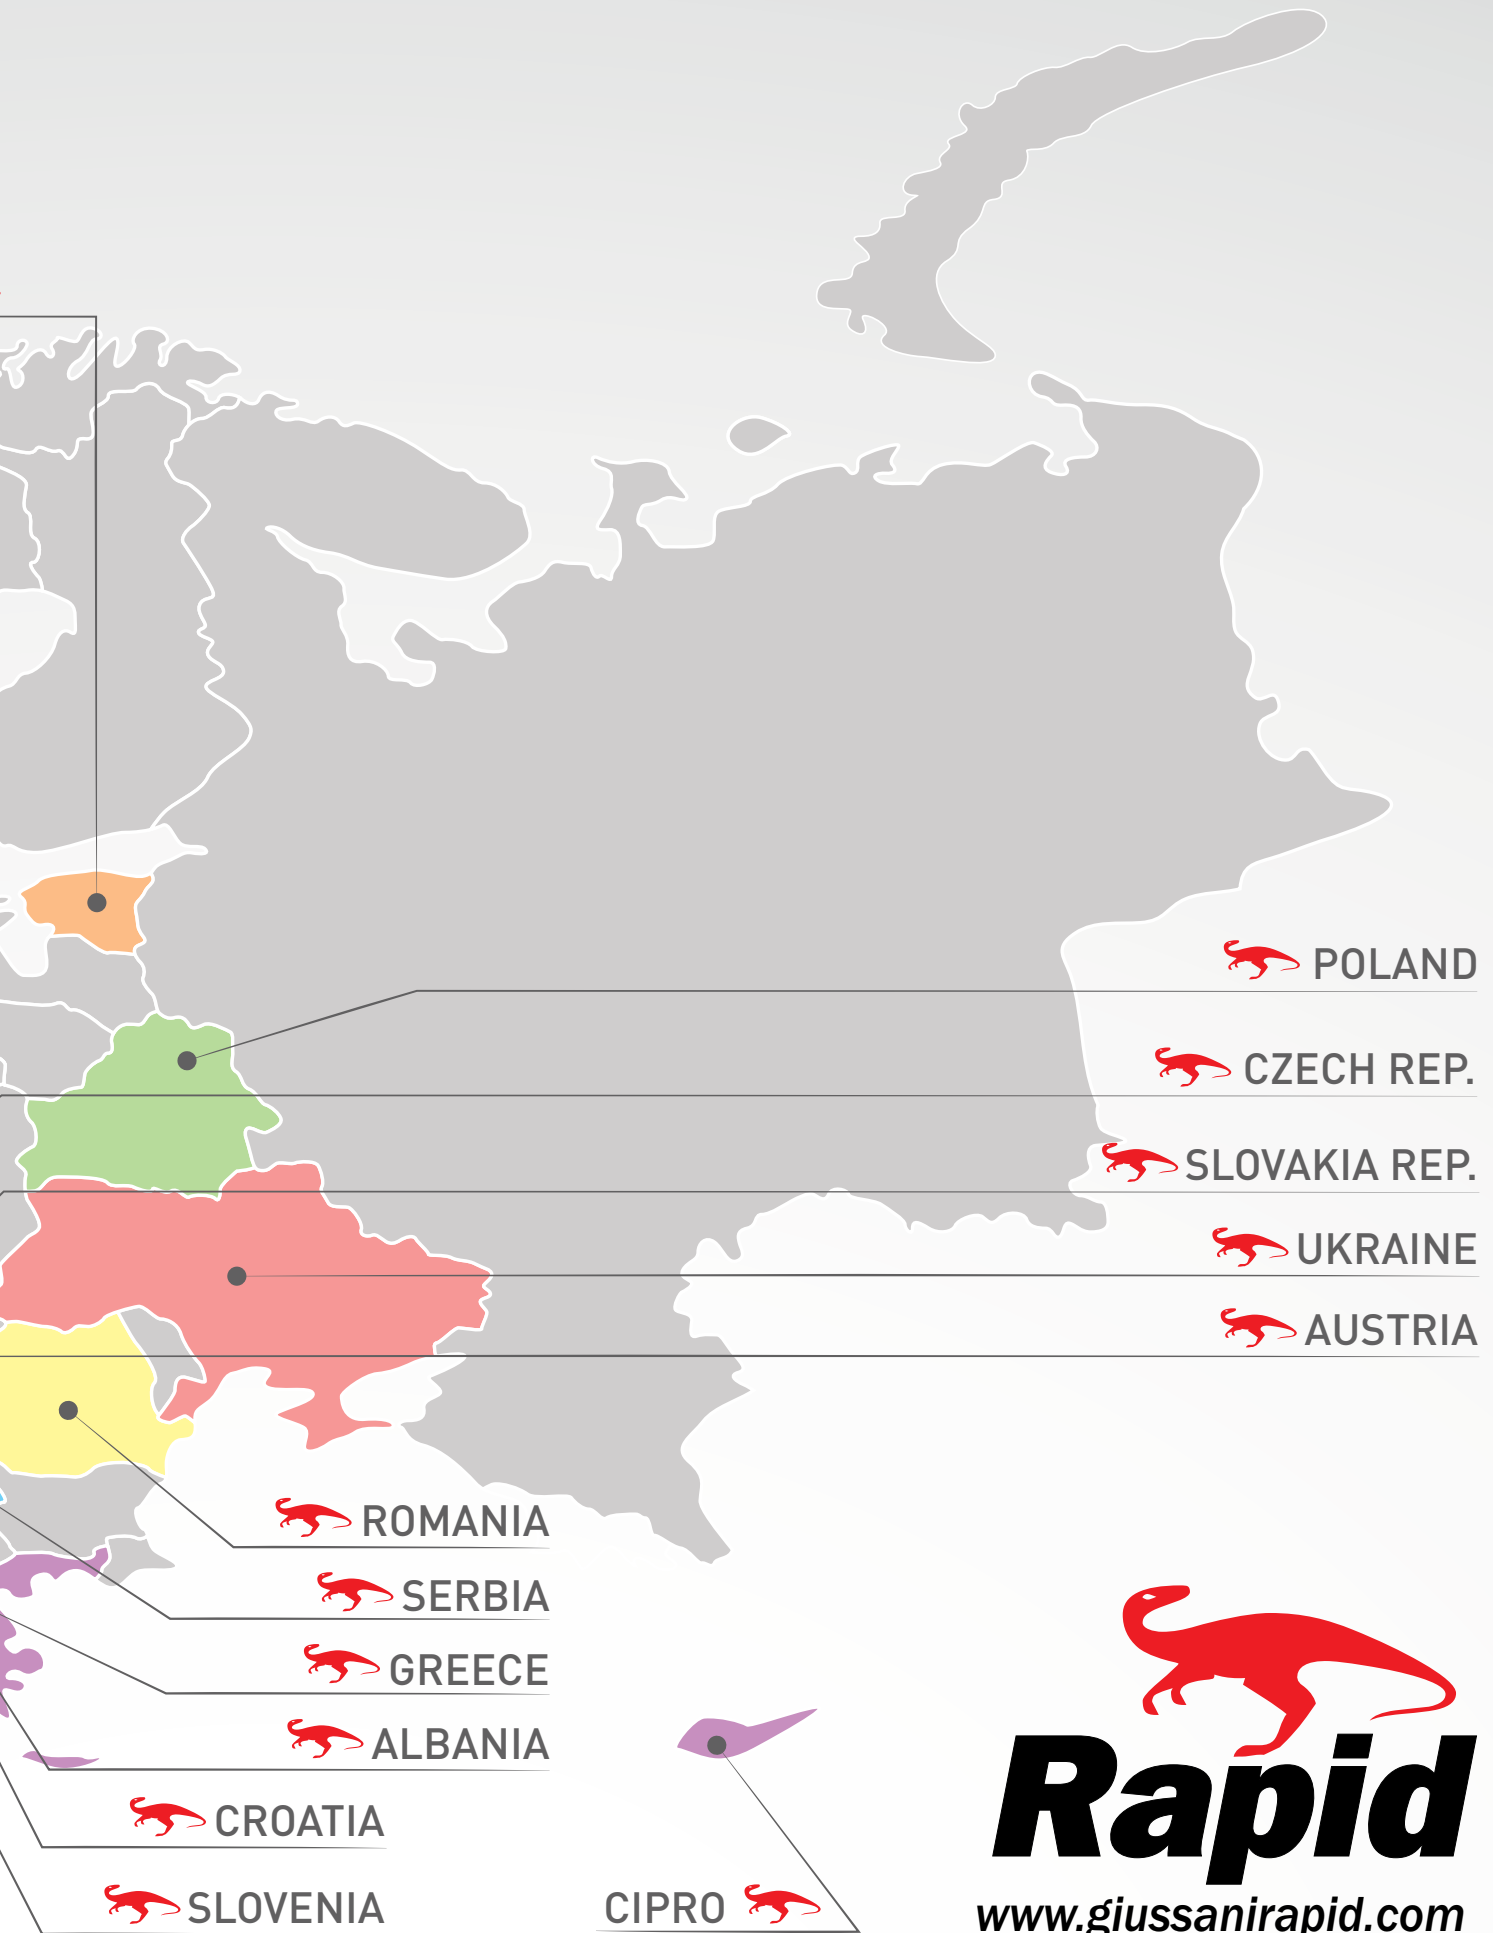 POLAND
CZECH REP.
SLOVAKIA REP.
UKRAINE
AUSTRIA
ROMANIA
SERBIA
GREECE
ALBANIA
CROATIA
SLOVENIA
CIPRO
Rapid
www.giussanirapid.com